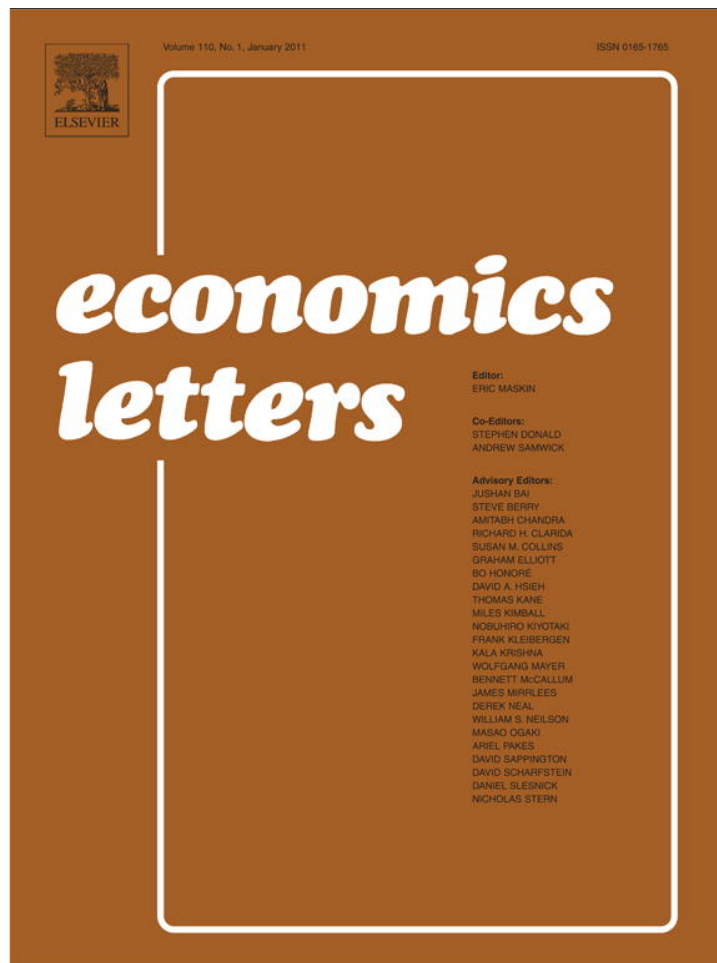 Volume 110, No. 1, January 2011
ISSN 0165-1765
ELSEVIER
economics
letters
Editor:
ERIC MASKIN
Co-Editors:
STEPHEN DONALD
ANDREW SAMWICK
Advisory Editors:
JUSHAN BAI
STEVE BERRY
AMITABH CHANDRA
RICHARD H. CLARIDA
SUSAN M. COLLINS
GRAHAM ELLIOTT
BO HONORÉ
DAVID A. HSIEH
THOMAS KANE
MILES KIMBALL
NOBUHIRO KIYOTAKI
FRANK KLEIBERGEN
KALA KRISHNA
WOLFGANG MAYER
BENNETT McCALLUM
JAMES MIRRLEES
DEREK NEAL
WILLIAM S. NEILSON
MASAO OGAKI
ARIEL PAKES
DAVID SAPPINGTON
DAVID SCHARFSTEIN
DANIEL SLESNICK
NICHOLAS STERN